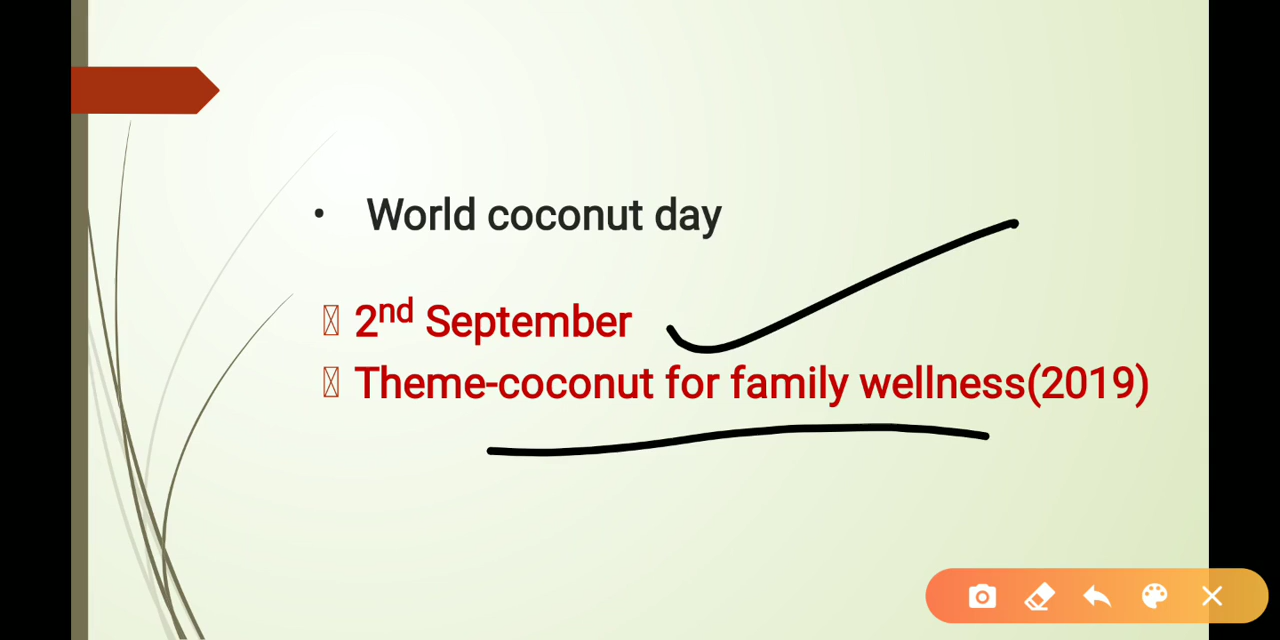 • World coconut day
2nd September
Theme-coconut for family wellness(2019)